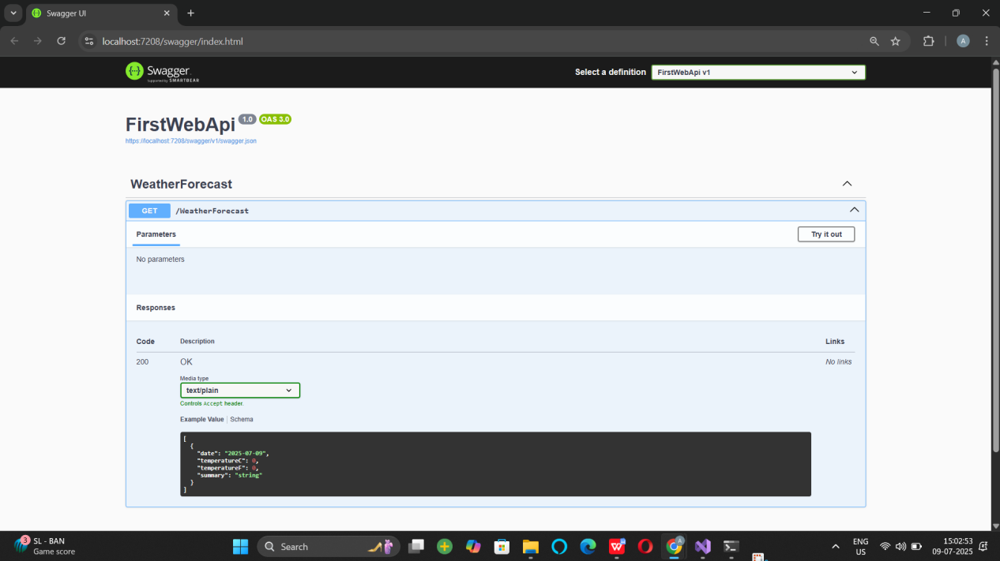 Swagger UI
localhost:7208/swagger/index.html
A
Swagger
Supported by SMARTBEAR
Select a definition
FirstWebApi v1
FirstWebApi 1.0 OAS 3.0
https://localhost:7208/swagger/v1/swagger.json
WeatherForecast
GET /WeatherForecast
Parameters
Try it out
No parameters
Responses
Code Description Links
200 OK No links
Media type
text/plain
Controls Accept header.
Example Value Schema
[
{
"date": "2025-07-09",
"temperatureC": 0,
"temperatureF": 0,
"summary": "string"
}
]
3
SL - BAN
Game score
Search
ENG
US
15:02:53
09-07-2025